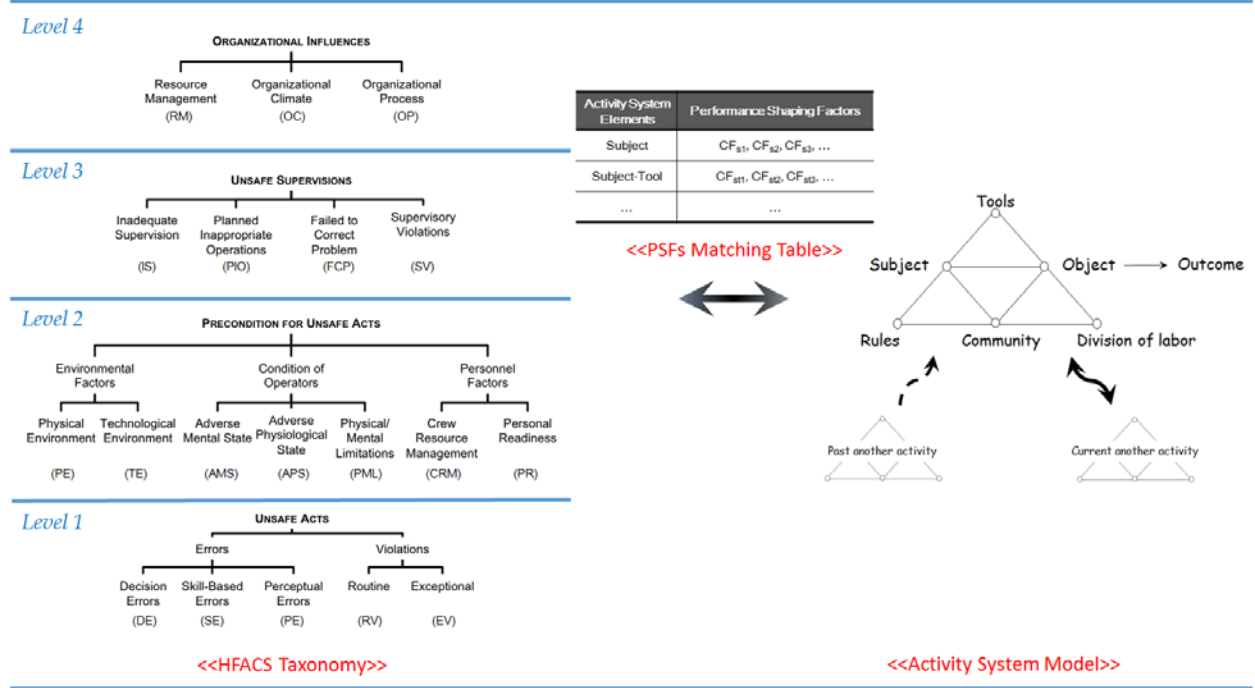 Level 4
ORGANIZATIONAL INFLUENCES
Resource Management (RM)
Organizational Climate (OC)
Organizational Process (OP)
Level 3
UNSAFE SUPERVISIONS
Inadequate Supervision (IS)
Planned Inappropriate Operations (PIO)
Failed to Correct Problem (FCP)
Supervisory Violations (SV)
Level 2
PRECONDITION FOR UNSAFE ACTS
Environmental Factors
Condition of Operators
Personnel Factors
Physical Environment (PE)
Technological Environment (TE)
Adverse Mental State (AMS)
Adverse Physiological State (APS)
Physical/ Mental Limitations (PML)
Crew Resource Management (CRM)
Personal Readiness (PR)
Level 1
UNSAFE ACTS
Errors
Violations
Decision Errors (DE)
Skill-Based Errors (SE)
Perceptual Errors (PE)
Routine (RV)
Exceptional (EV)
<<HFACS Taxonomy>>
Activity System Elements
Performance Shaping Factors
Subject
CFs1, CFs2, CFs3, ...
Subject-Tool
CFst1, CFst2, CFst3, ...
...
...
<<PSFs Matching Table>>
Tools
Subject
Object
Outcome
Rules
Community
Division of labor
Past another activity
Current another activity
<<Activity System Model>>